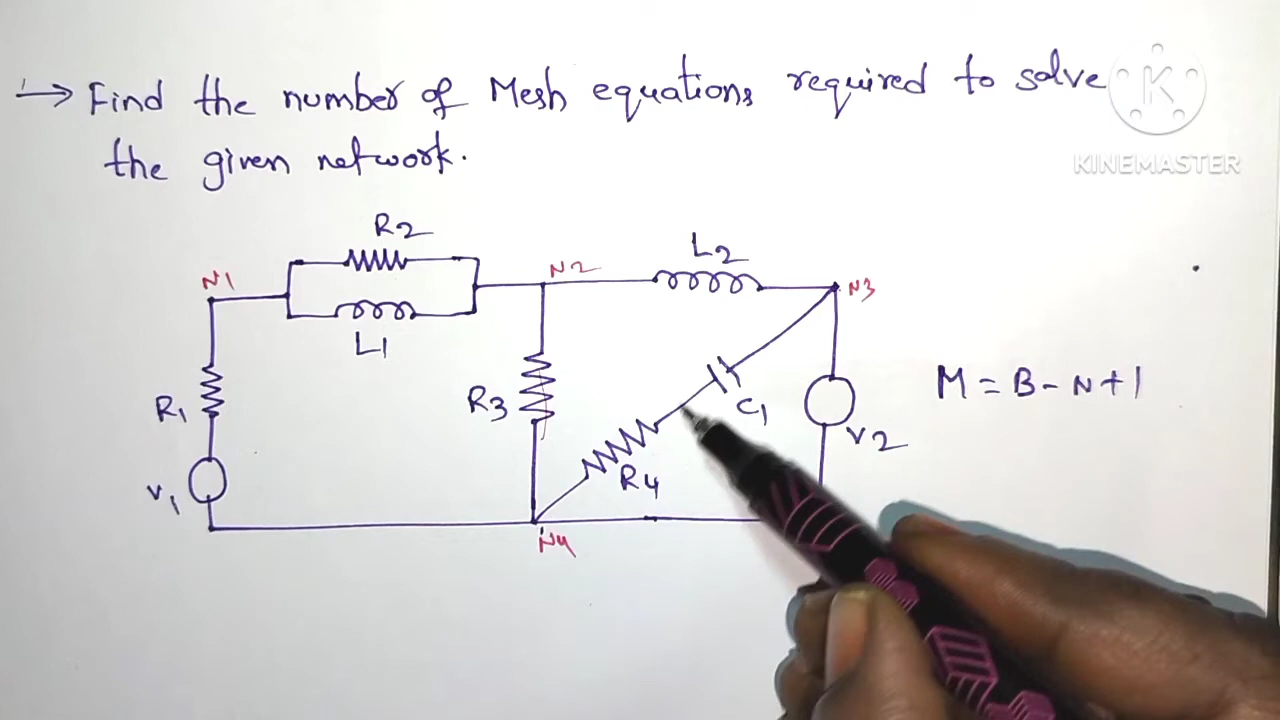 → Find the number of Mesh equations required to solve
the given network.
K
KINEMASTER
R2
N1
N2
L2
N3
L1
R1
R3
C1
M = B - N + 1
V2
R4
V1
N4